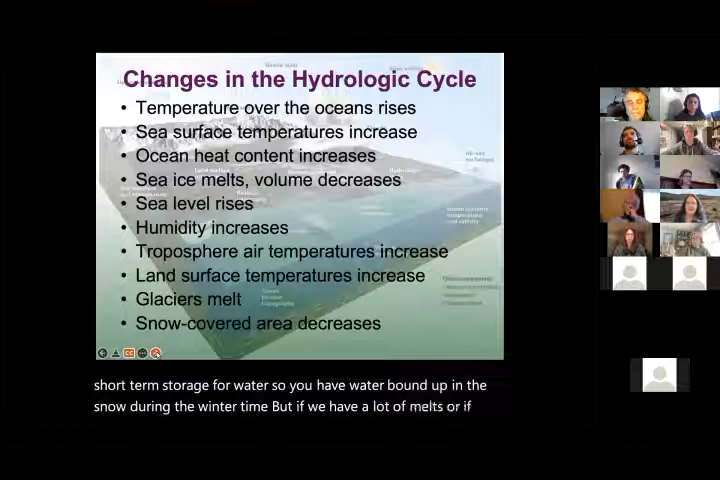 Changes in the Hydrologic Cycle
• Temperature over the oceans rises
• Sea surface temperatures increase
• Ocean heat content increases
• Sea ice melts, volume decreases
• Sea level rises
• Humidity increases
• Troposphere air temperatures increase
• Land surface temperatures increase
• Glaciers melt
• Snow-covered area decreases
CC
short term storage for water so you have water bound up in the
snow during the winter time But if we have a lot of melts or if